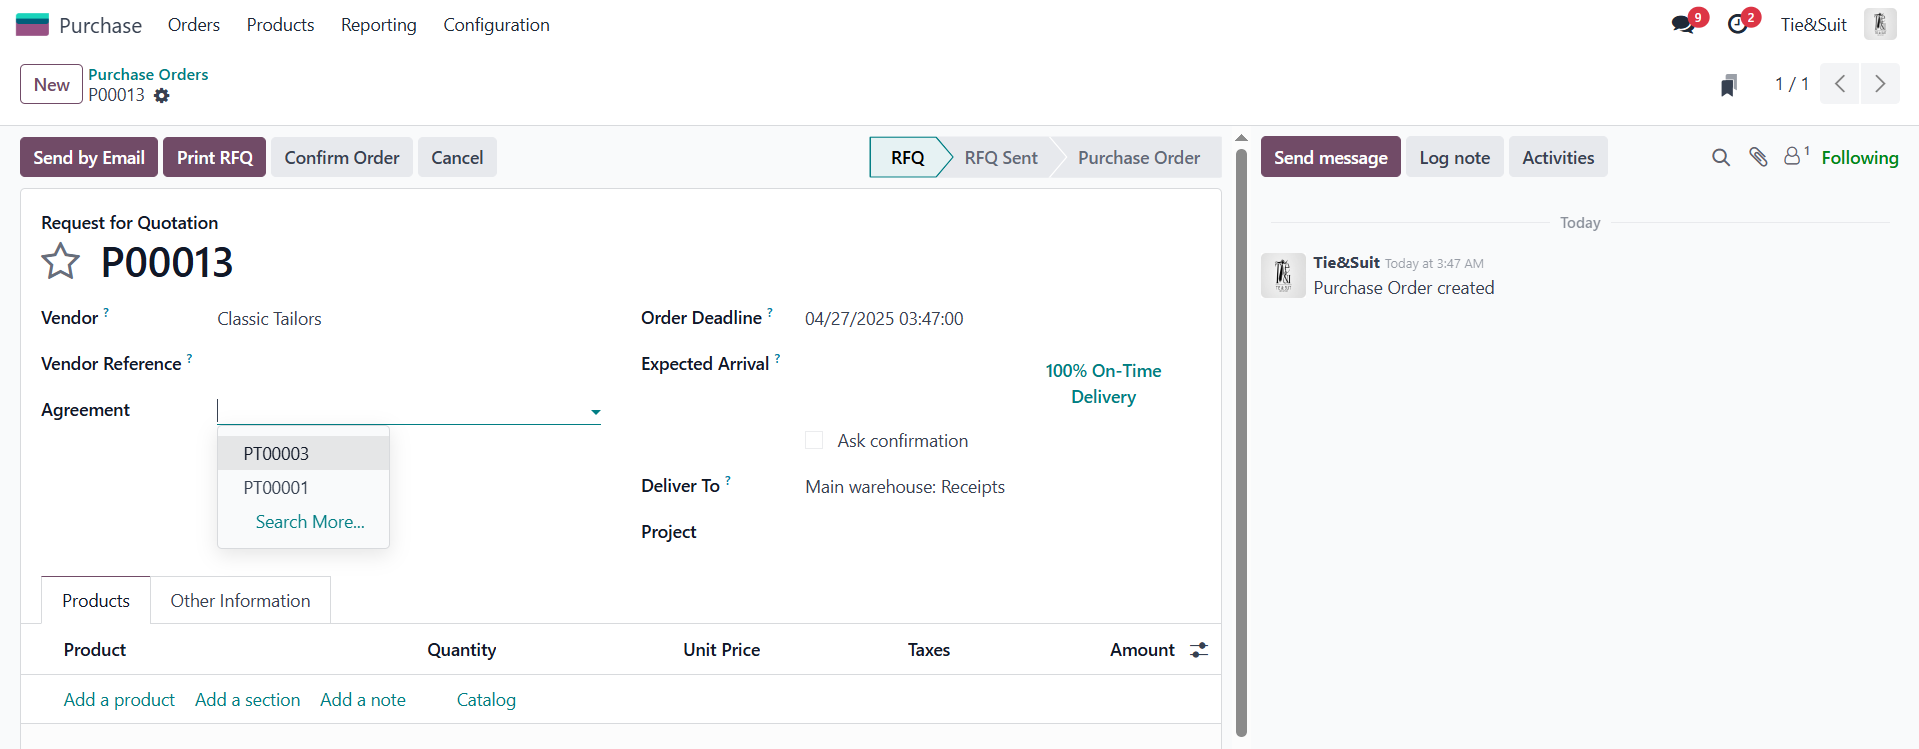 Purchase Orders Products Reporting Configuration 9 2 Tie&Suit
New Purchase Orders
P00013 1 / 1
Send by Email Print RFQ Confirm Order Cancel RFQ RFQ Sent Purchase Order Send message Log note Activities 1 Following
Request for Quotation
P00013
Vendor ? Classic Tailors
Vendor Reference ?
Agreement
PT00003
PT00001
Search More...
Order Deadline ? 04/27/2025 03:47:00
Expected Arrival ?
100% On-Time
Delivery
Ask confirmation
Deliver To ? Main warehouse: Receipts
Project
Products Other Information
Product Quantity Unit Price Taxes Amount
Add a product Add a section Add a note Catalog
Today
Tie&Suit Today at 3:47 AM
Purchase Order created